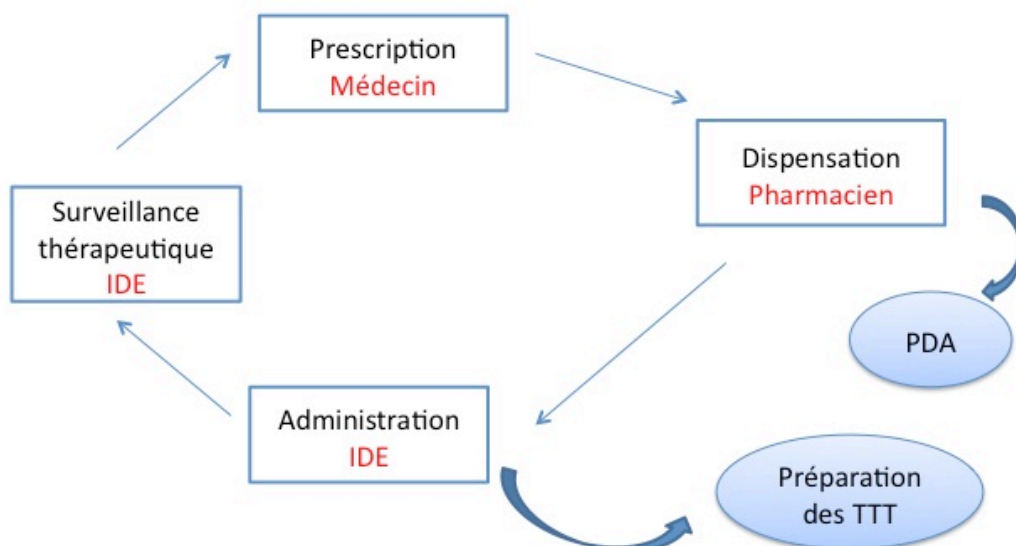 Prescription
Médecin
Dispensation
Pharmacien
PDA
Préparation
des TTT
Administration
IDE
Surveillance
thérapeutique
IDE